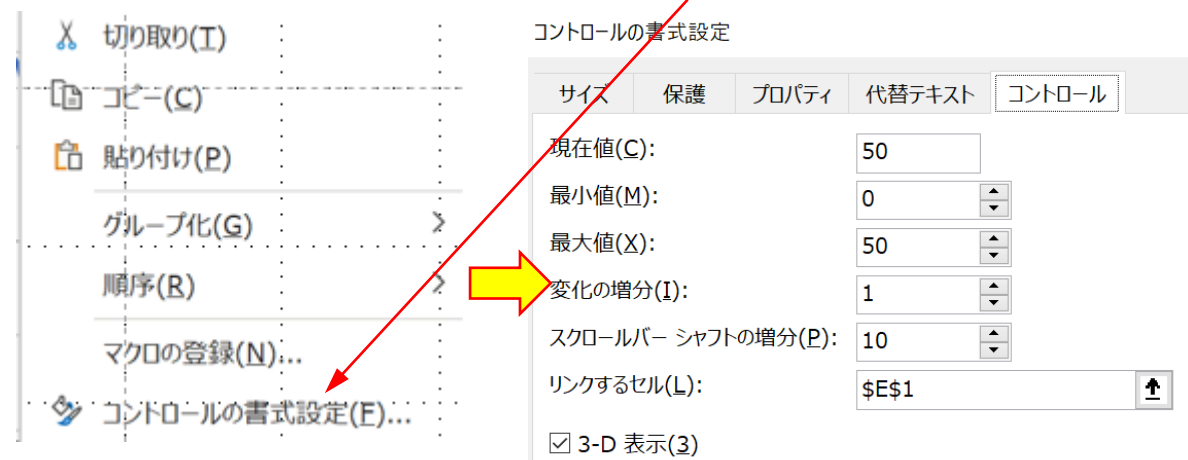 切り取り(T)
コピー(C)
貼り付け(P)
グループ化(G)
順序(R)
マクロの登録(N)...
コントロールの書式設定(F)...
コントロールの書式設定
サイズ 保護 プロパティ 代替テキスト コントロール
現在値(C): 50
最小値(M): 0
最大値(X): 50
変化の増分(I): 1
スクロールバー シャフトの増分(P): 10
リンクするセル(L): $E$1
3-D 表示(3)